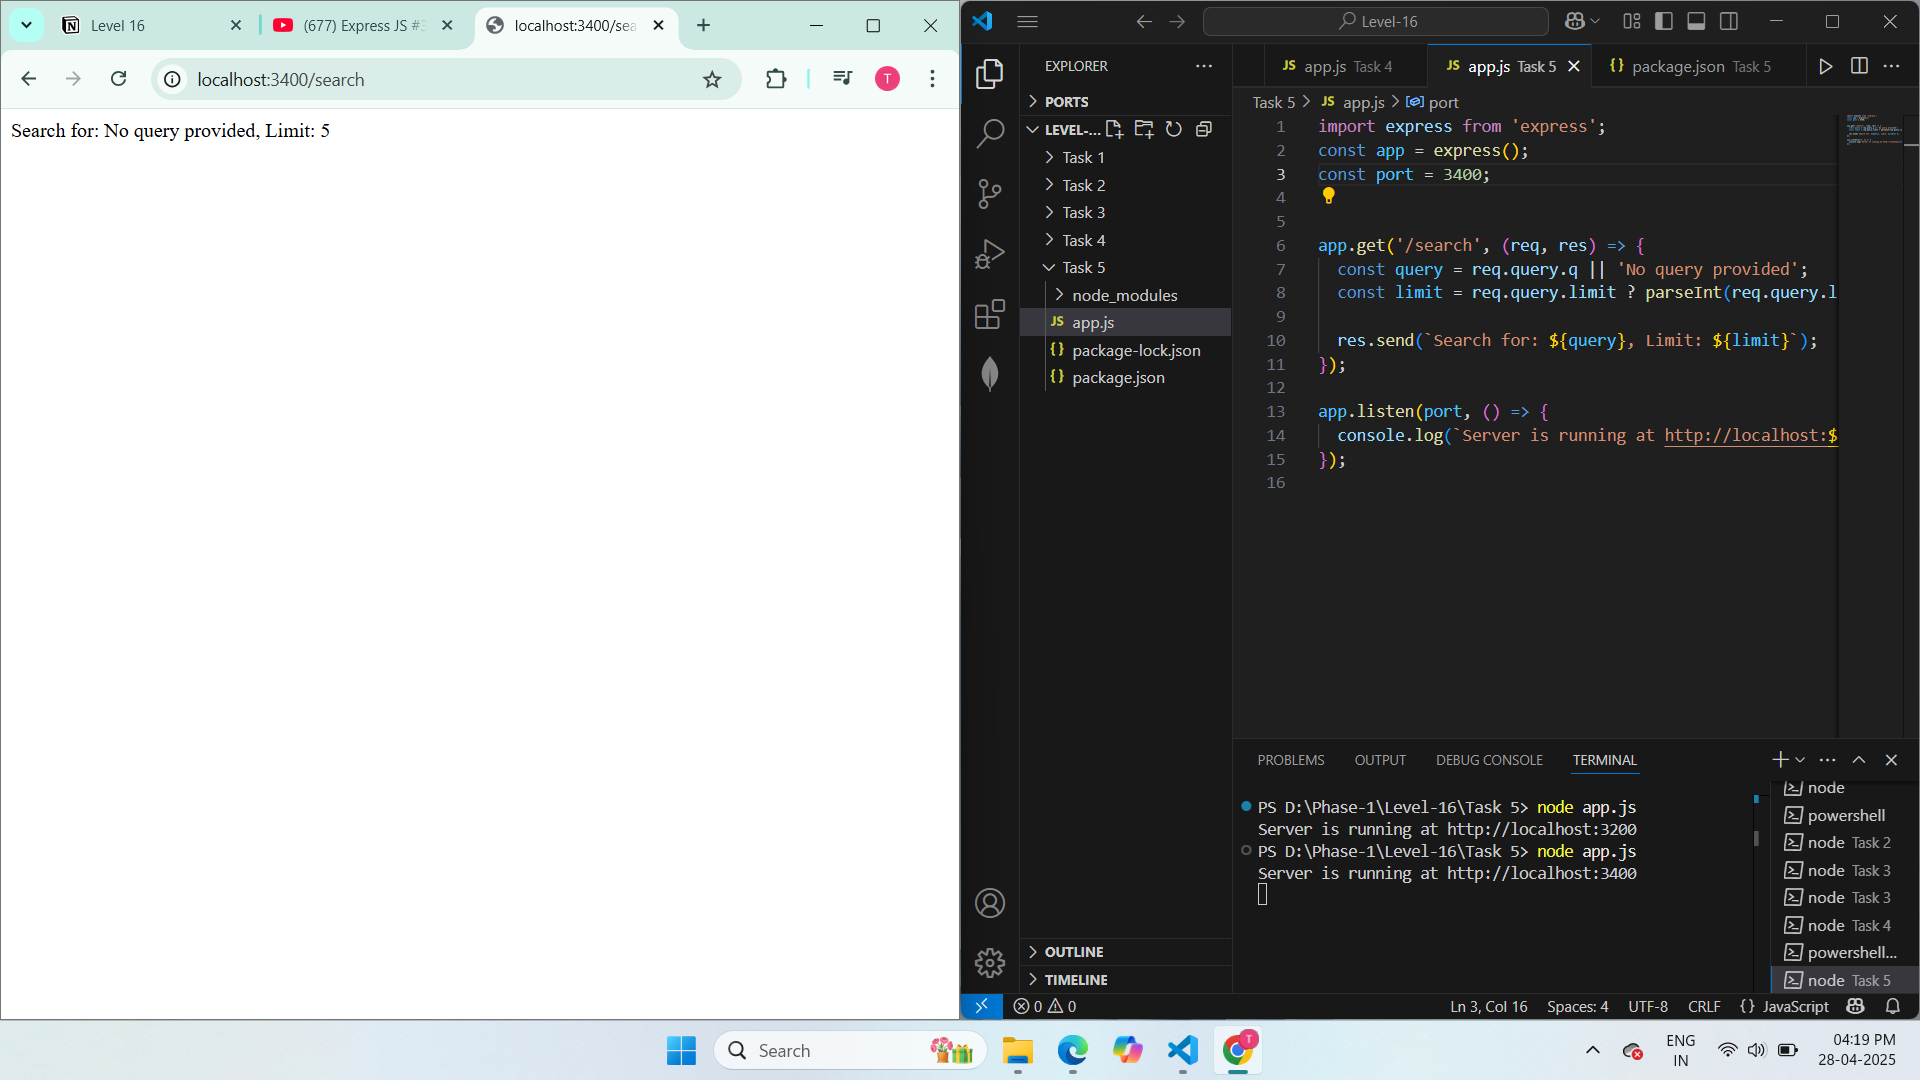 Level 16
(677) Express JS #3
localhost:3400/sea
localhost:3400/search
T
Search for: No query provided, Limit: 5
Level-16
EXPLORER
PORTS
LEVEL-...
Task 1
Task 2
Task 3
Task 4
Task 5
node_modules
JS app.js
{} package-lock.json
{} package.json
OUTLINE
TIMELINE
JS app.js Task 4
JS app.js Task 5
{} package.json Task 5
Task 5 > JS app.js > port
1 import express from 'express';
2 const app = express();
3 const port = 3400;
4
5
6 app.get('/search', (req, res) => {
7 const query = req.query.q || 'No query provided';
8 const limit = req.query.limit ? parseInt(req.query.l
9
10 res.send(`Search for: ${query}, Limit: ${limit}`);
11 });
12
13 app.listen(port, () => {
14 console.log(`Server is running at http://localhost:$
15 });
16
PROBLEMS OUTPUT DEBUG CONSOLE TERMINAL
PS D:\Phase-1\Level-16\Task 5> node app.js
Server is running at http://localhost:3200
PS D:\Phase-1\Level-16\Task 5> node app.js
Server is running at http://localhost:3400
node
powershell
node Task 2
node Task 3
node Task 3
node Task 4
powershell...
node Task 5
0 0
Ln 3, Col 16 Spaces: 4 UTF-8 CRLF {} JavaScript
Search
T
ENG
IN
04:19 PM
28-04-2025